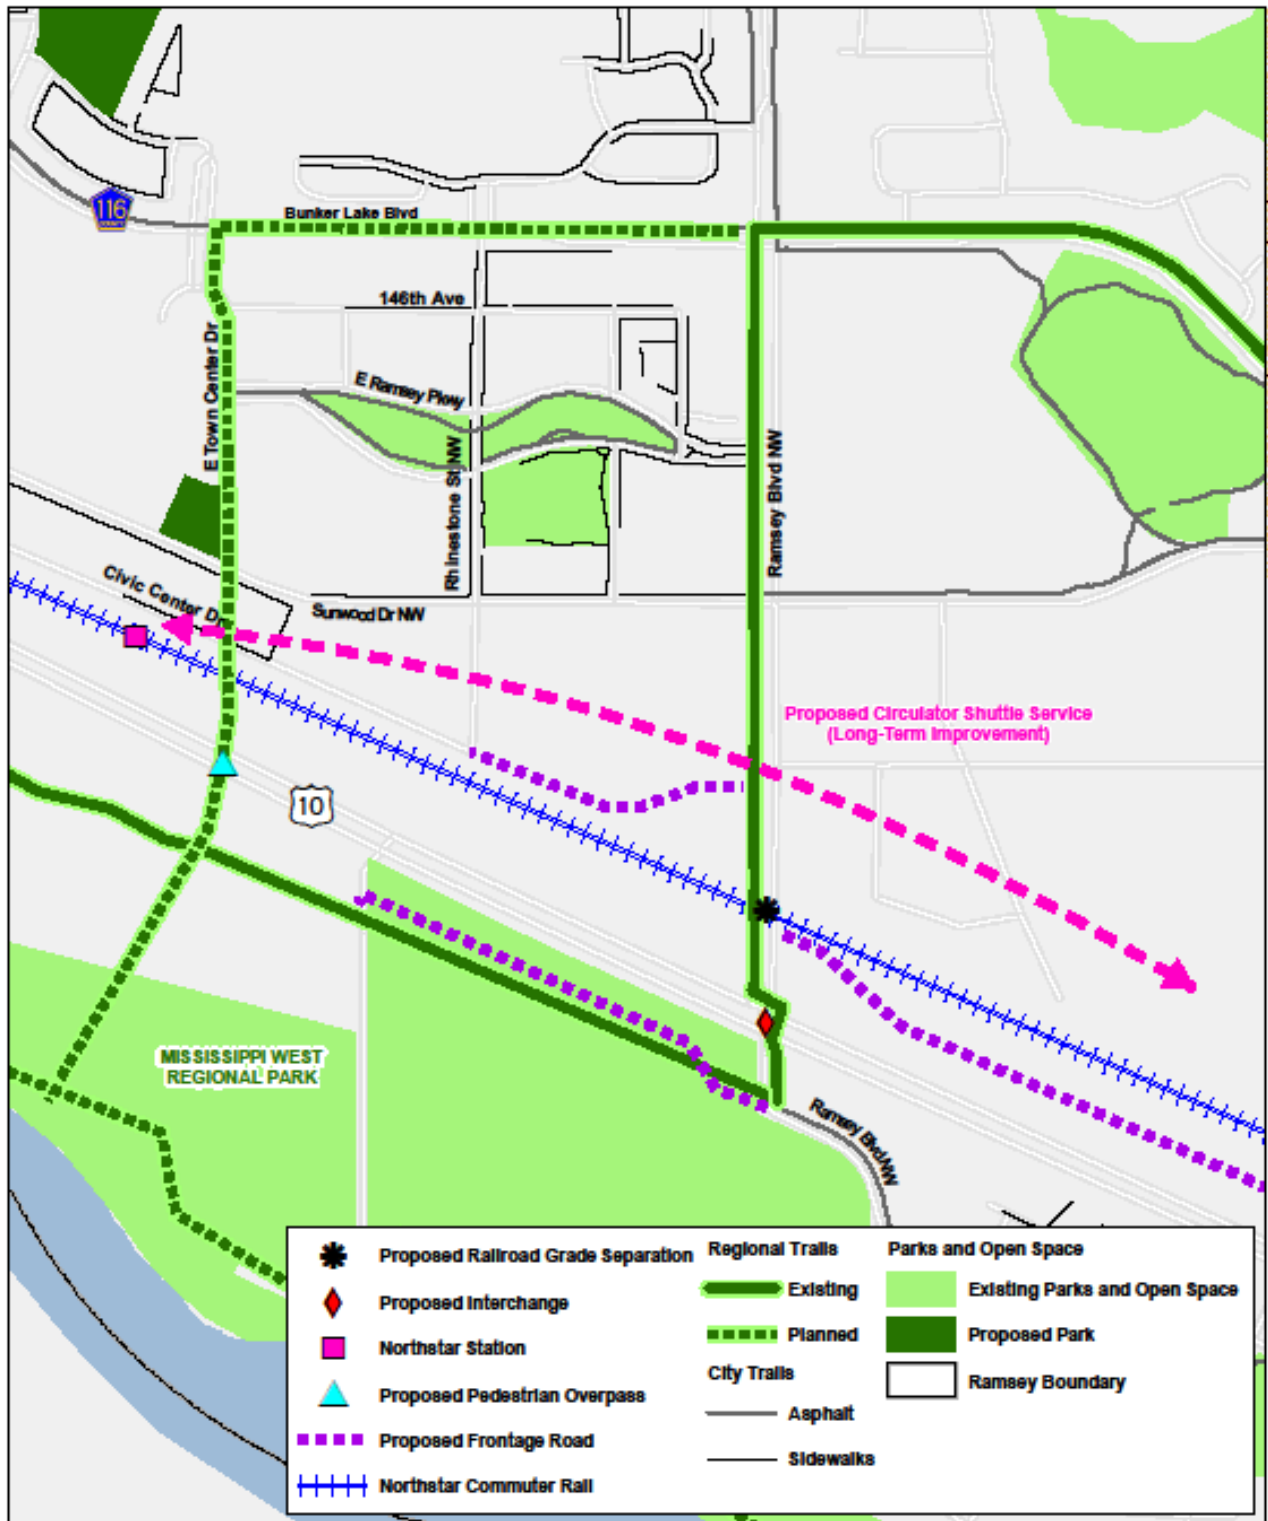 116
Bunker Lake Blvd
146th Ave
E Town Center Dr
E Ramsey Pkwy
Rhinestone St NW
Ramsey Blvd NW
Civic Center Dr
Sunwood Dr NW
Proposed Circulator Shuttle Service
(Long-Term Improvement)
10
MISSISSIPPI WEST
REGIONAL PARK
Ramsey Blvd NW
Proposed Railroad Grade Separation
Proposed Interchange
Northstar Station
Proposed Pedestrian Overpass
Proposed Frontage Road
Northstar Commuter Rail
Regional Trails
Existing
Planned
City Trails
Asphalt
Sidewalks
Parks and Open Space
Existing Parks and Open Space
Proposed Park
Ramsey Boundary